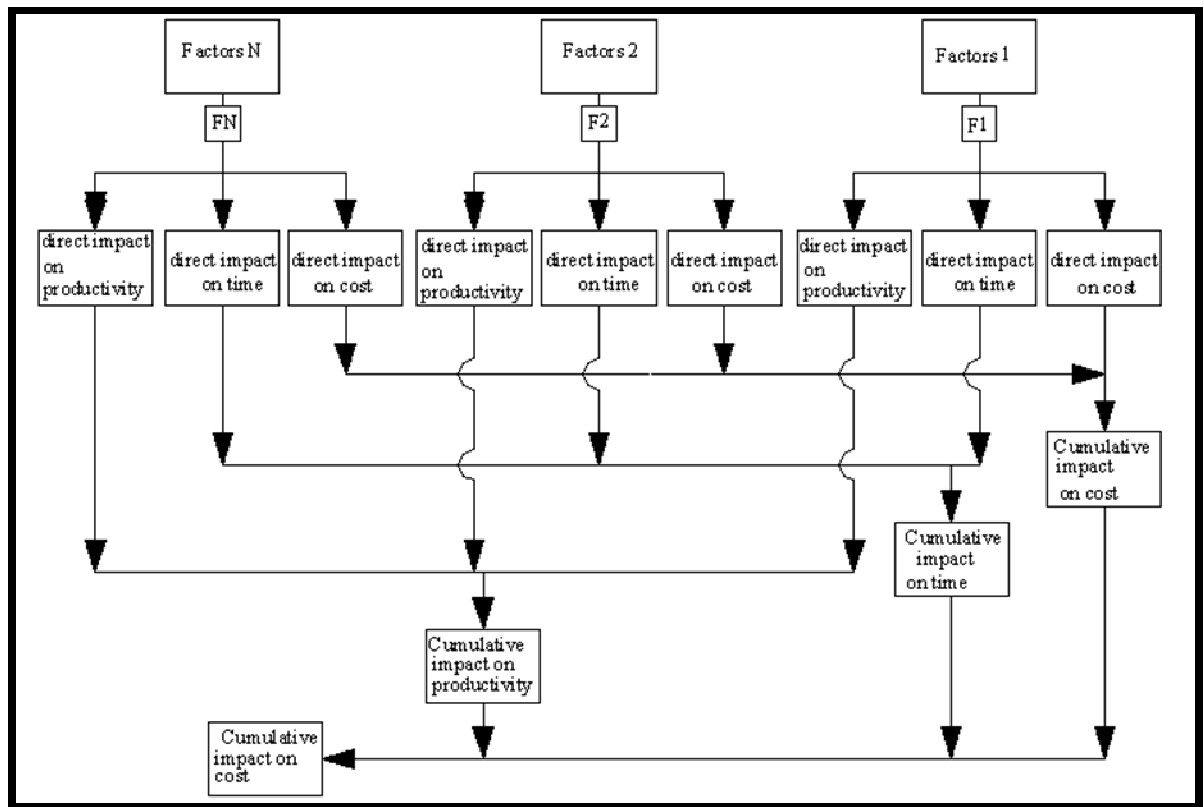 Factors N
Factors 2
Factors 1
FN
F2
F1
direct impact
on
productivity
direct impact
on time
direct impact
on cost
direct impact
on
productivity
direct impact
on time
direct impact
on cost
direct impact
on
productivity
direct impact
on time
direct impact
on cost
Cumulative
impact
on cost
Cumulative
impact
on time
Cumulative
impact on
productivity
Cumulative
impact on
cost